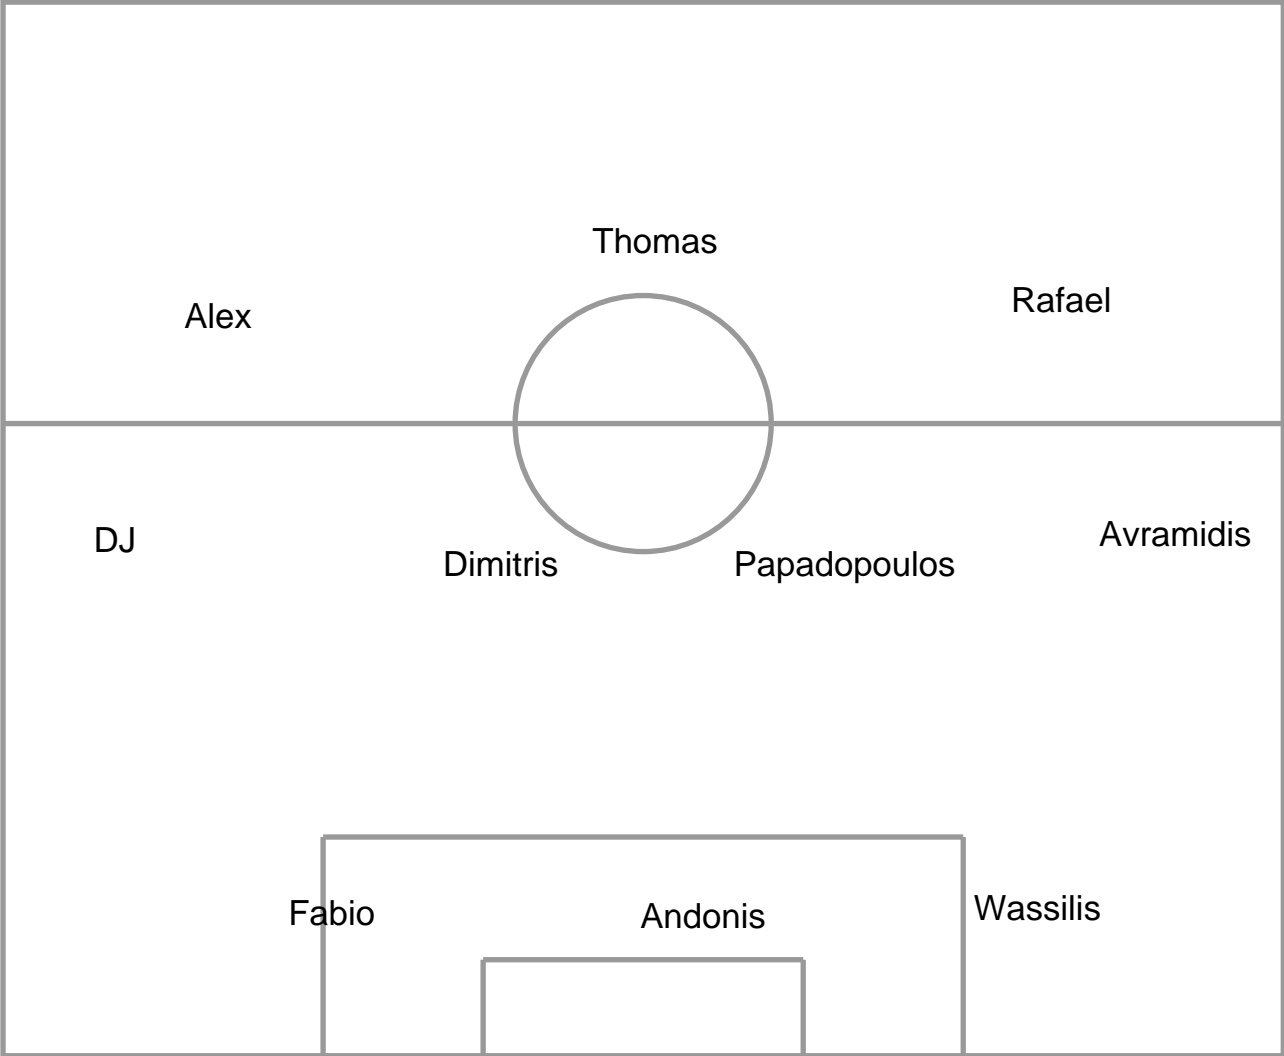 Thomas
Alex
Rafael
DJ
Dimitris
Papadopoulos
Avramidis
Fabio
Andonis
Wassilis